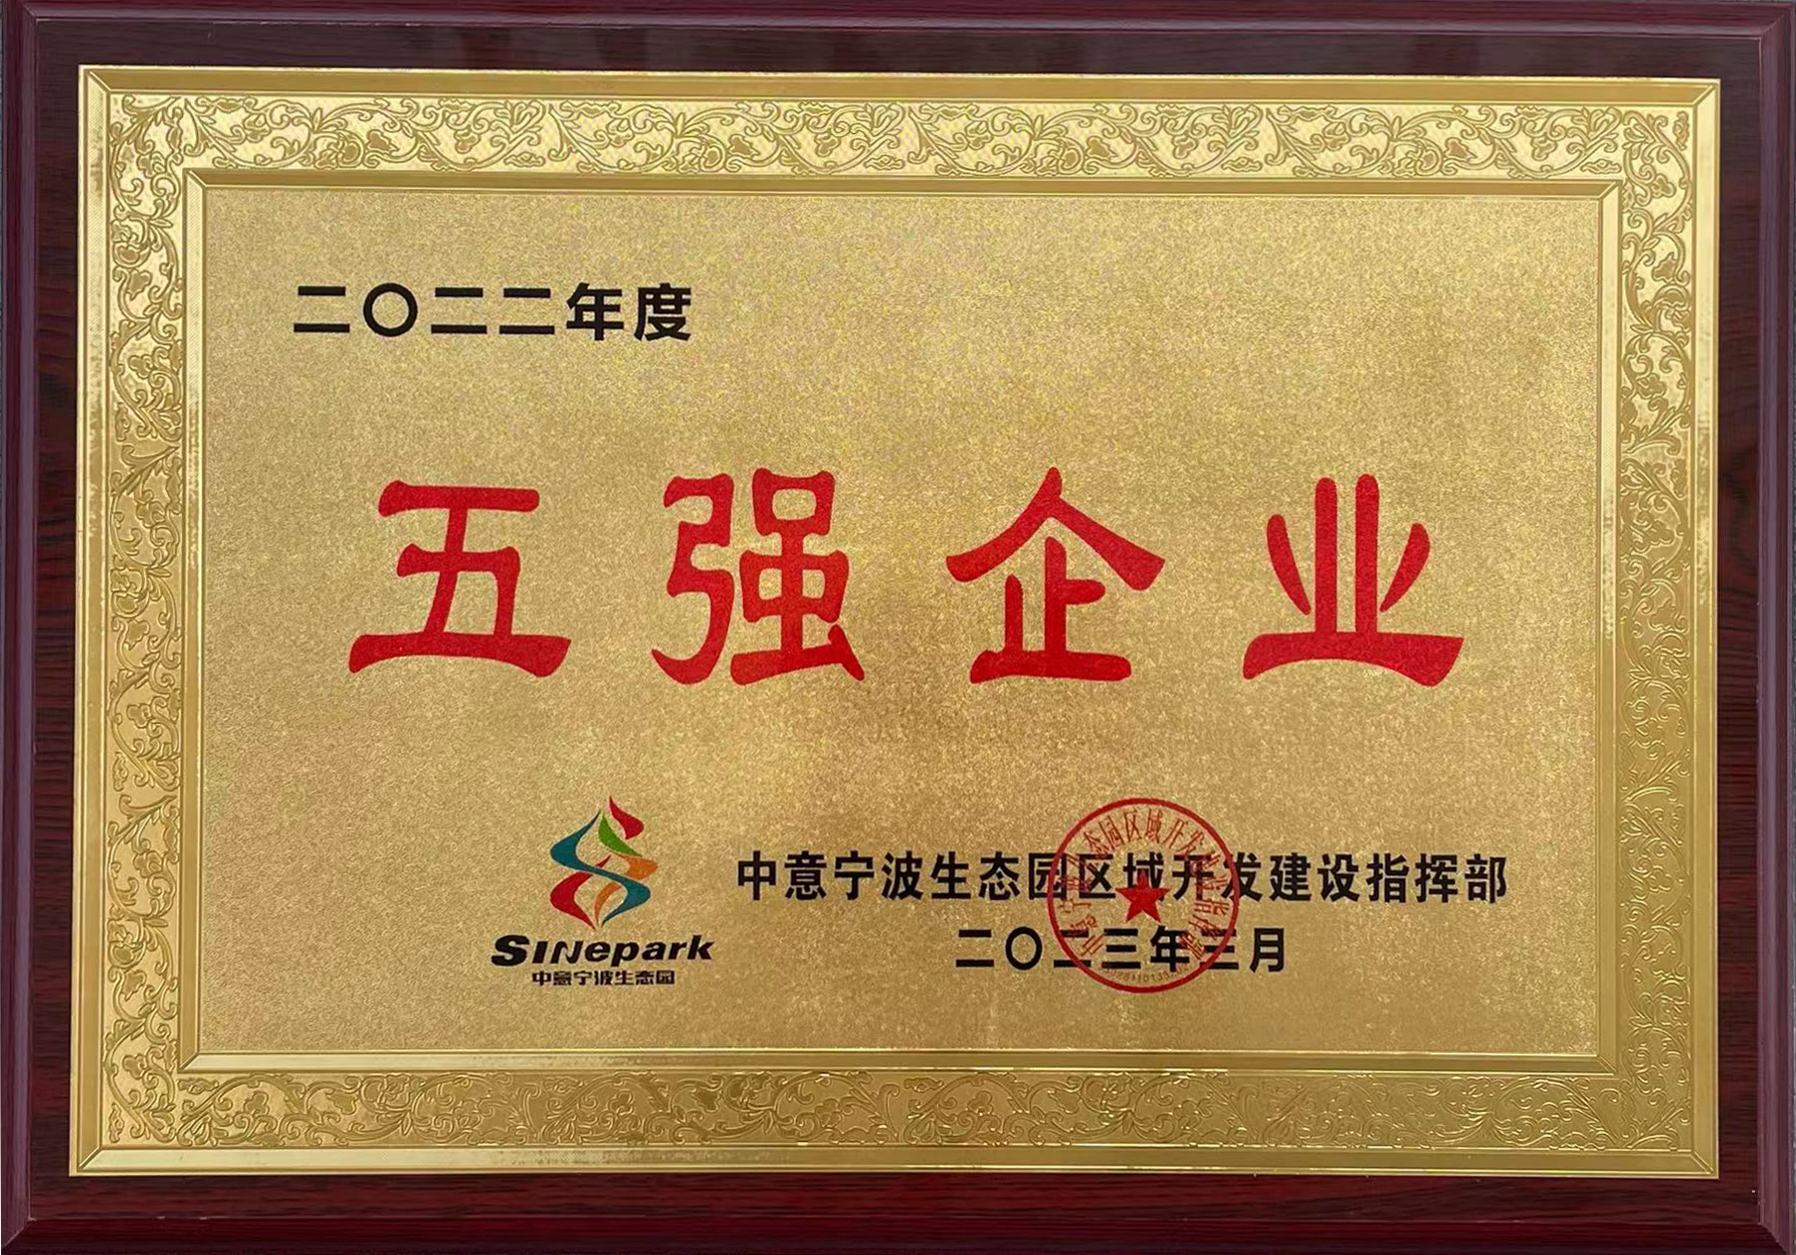 二〇二二年度
五强企业
SINepark
中意宁波生态园
中意宁波生态园区域开发建设指挥部
二〇二三年三月